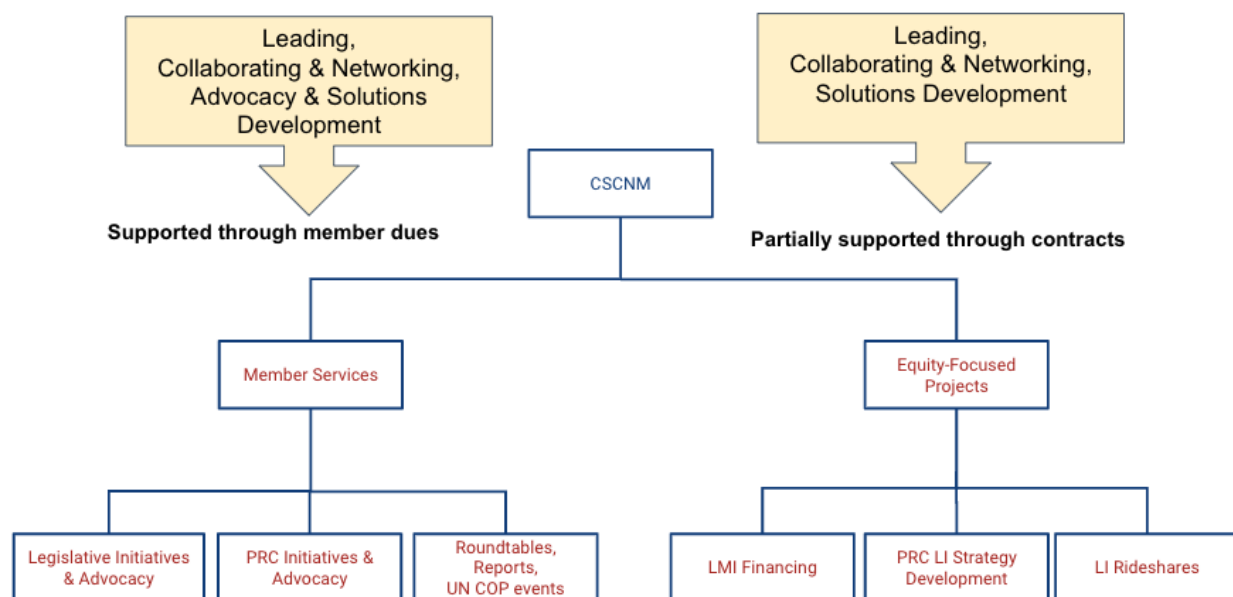 Leading,
Collaborating & Networking,
Advocacy & Solutions
Development
Leading,
Collaborating & Networking,
Solutions Development
CSCNM
Supported through member dues
Partially supported through contracts
Member Services
Equity-Focused
Projects
Legislative Initiatives
& Advocacy
PRC Initiatives &
Advocacy
Roundtables,
Reports,
UN COP events
LMI Financing
PRC LI Strategy
Development
LI Rideshares